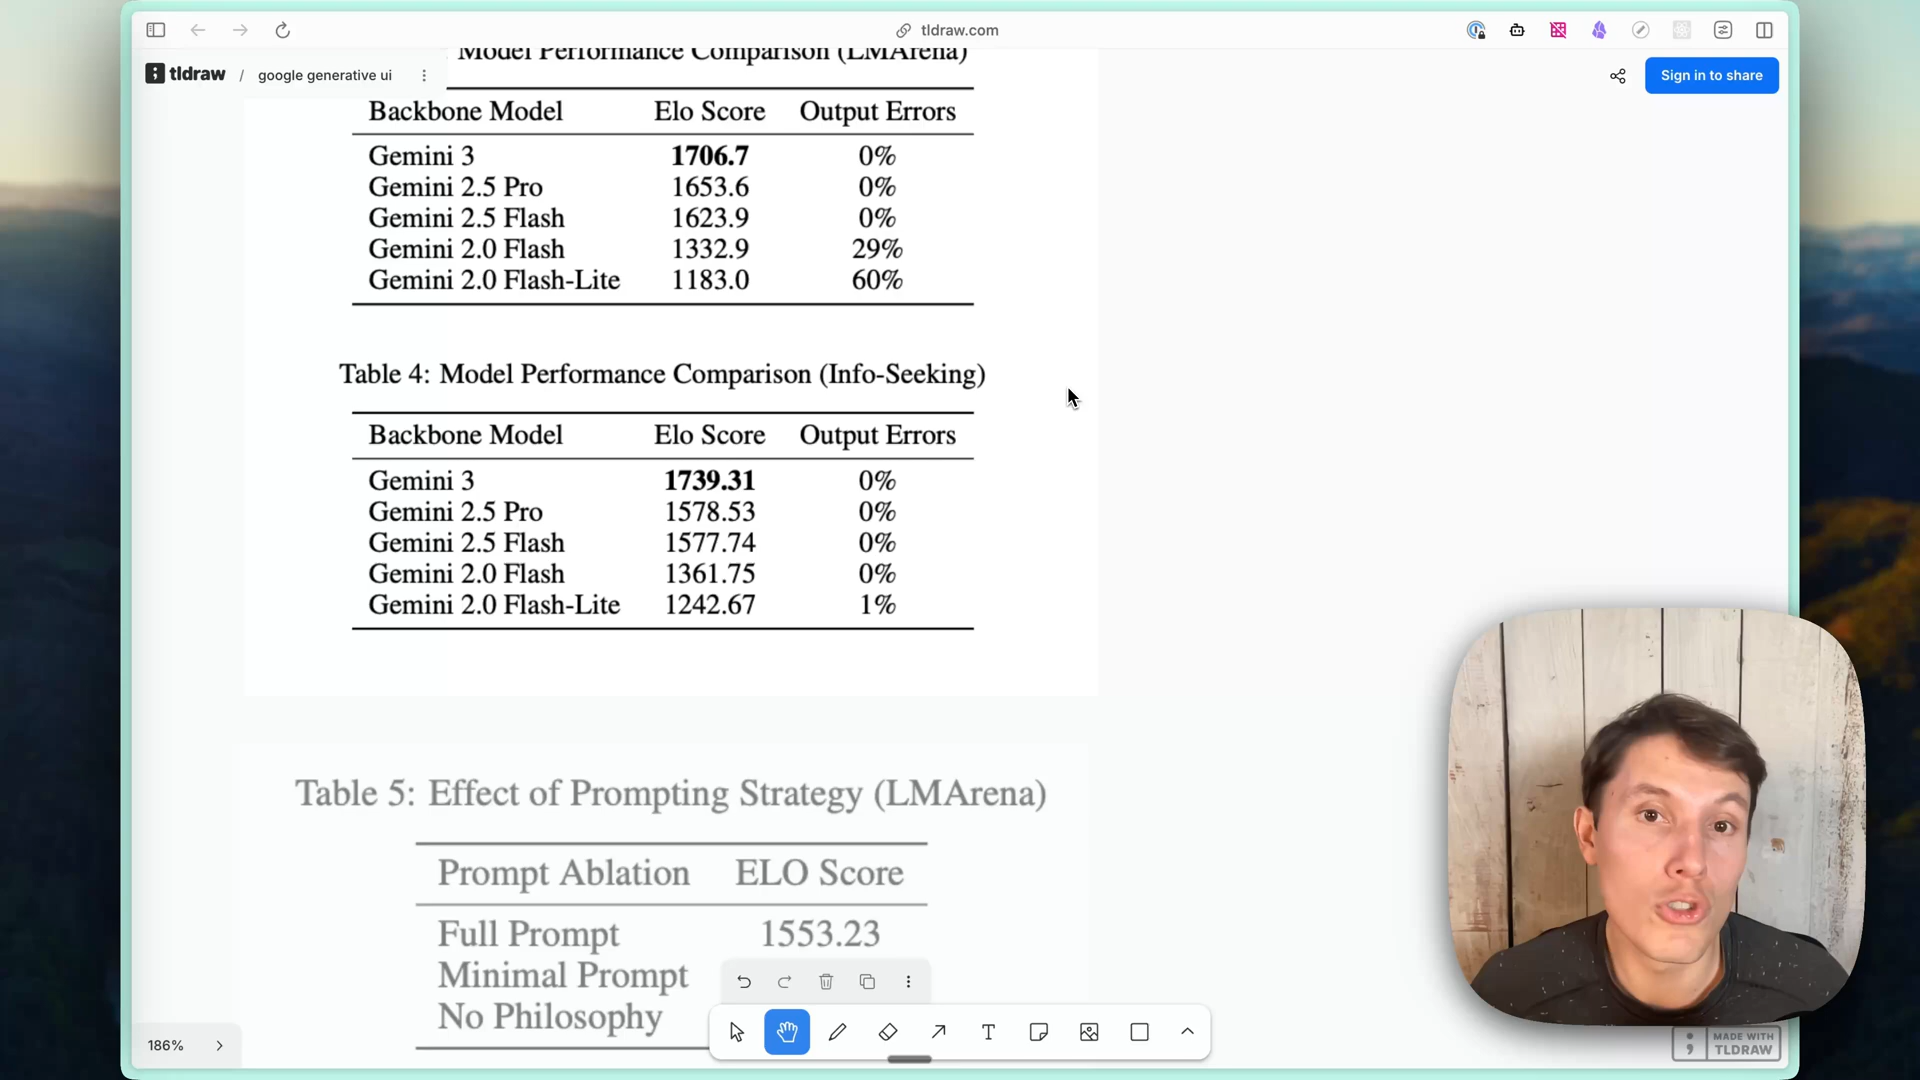 tldraw.com
Model Performance Comparison (LMArena)
tldraw / google generative ui
Sign in to share
Backbone Model Elo Score Output Errors
Gemini 3 1706.7 0%
Gemini 2.5 Pro 1653.6 0%
Gemini 2.5 Flash 1623.9 0%
Gemini 2.0 Flash 1332.9 29%
Gemini 2.0 Flash-Lite 1183.0 60%
Table 4: Model Performance Comparison (Info-Seeking)
Backbone Model Elo Score Output Errors
Gemini 3 1739.31 0%
Gemini 2.5 Pro 1578.53 0%
Gemini 2.5 Flash 1577.74 0%
Gemini 2.0 Flash 1361.75 0%
Gemini 2.0 Flash-Lite 1242.67 1%
Table 5: Effect of Prompting Strategy (LMArena)
Prompt Ablation ELO Score
Full Prompt 1553.23
Minimal Prompt
No Philosophy
186%
MADE WITH
TLDRAW